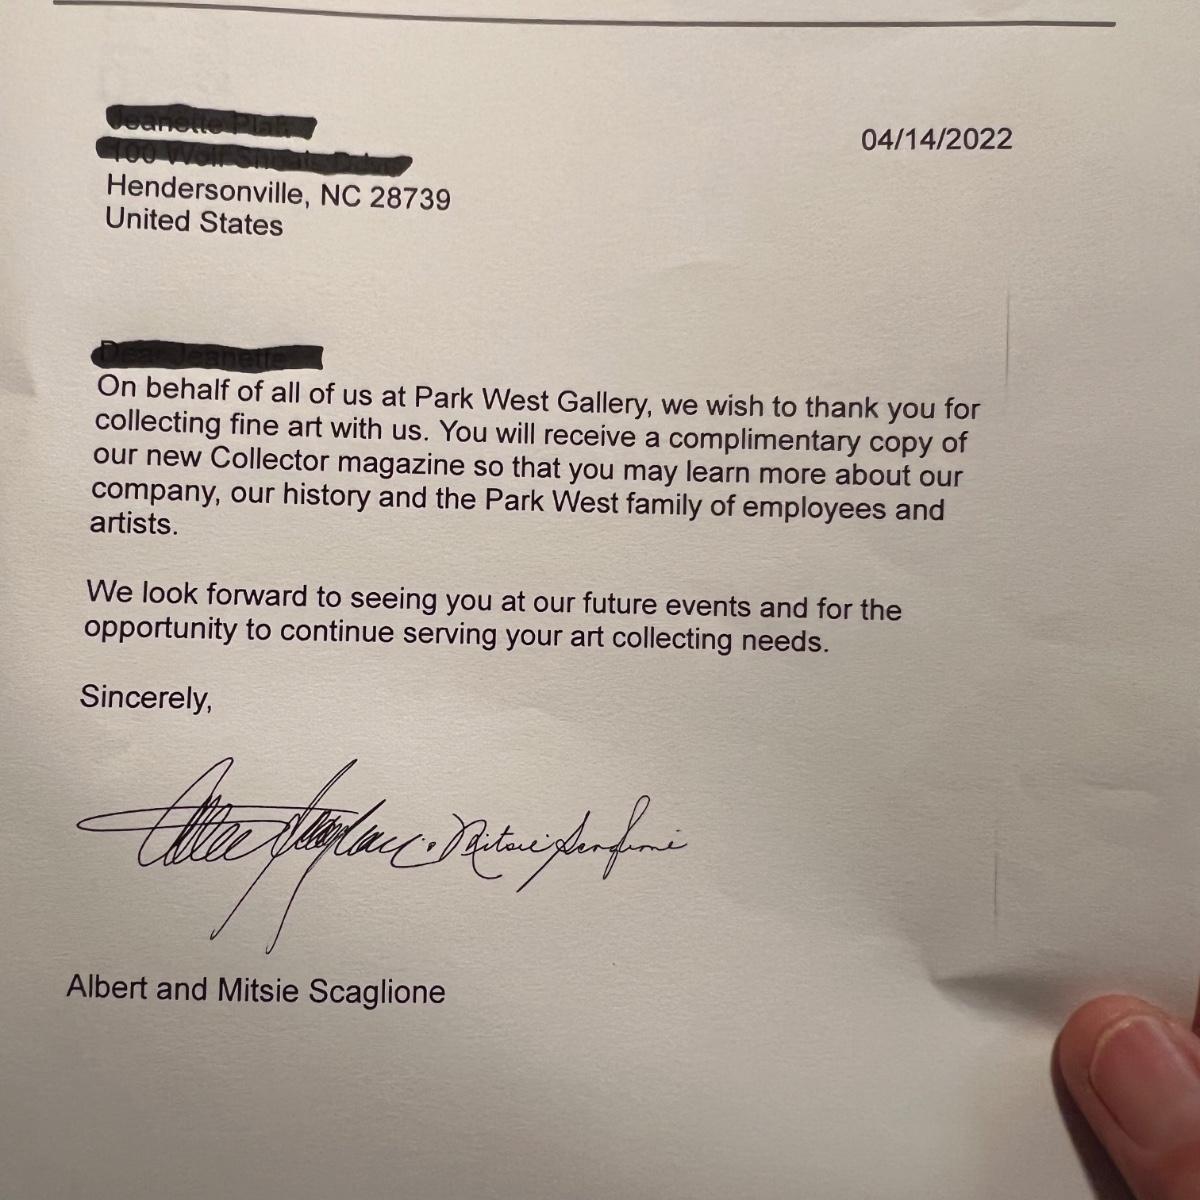 04/14/2022
Hendersonville, NC 28739
United States
On behalf of all of us at Park West Gallery, we wish to thank you for
collecting fine art with us. You will receive a complimentary copy of
our new Collector magazine so that you may learn more about our
company, our history and the Park West family of employees and
artists.
We look forward to seeing you at our future events and for the
opportunity to continue serving your art collecting needs.
Sincerely,
Albert and Mitsie Scaglione